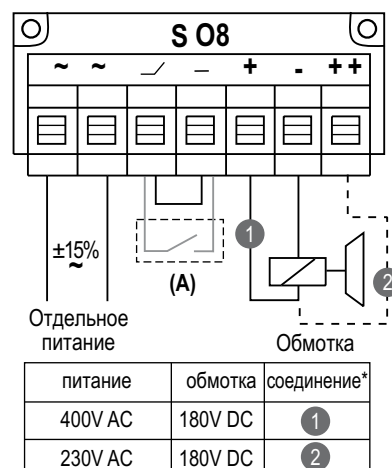 S O8
~ ~ + - ++
±15%
~
1
(A)
2
Отдельное
питание
Обмотка
питание обмотка соединение*
400V AC 180V DC 1
230V AC 180V DC 2